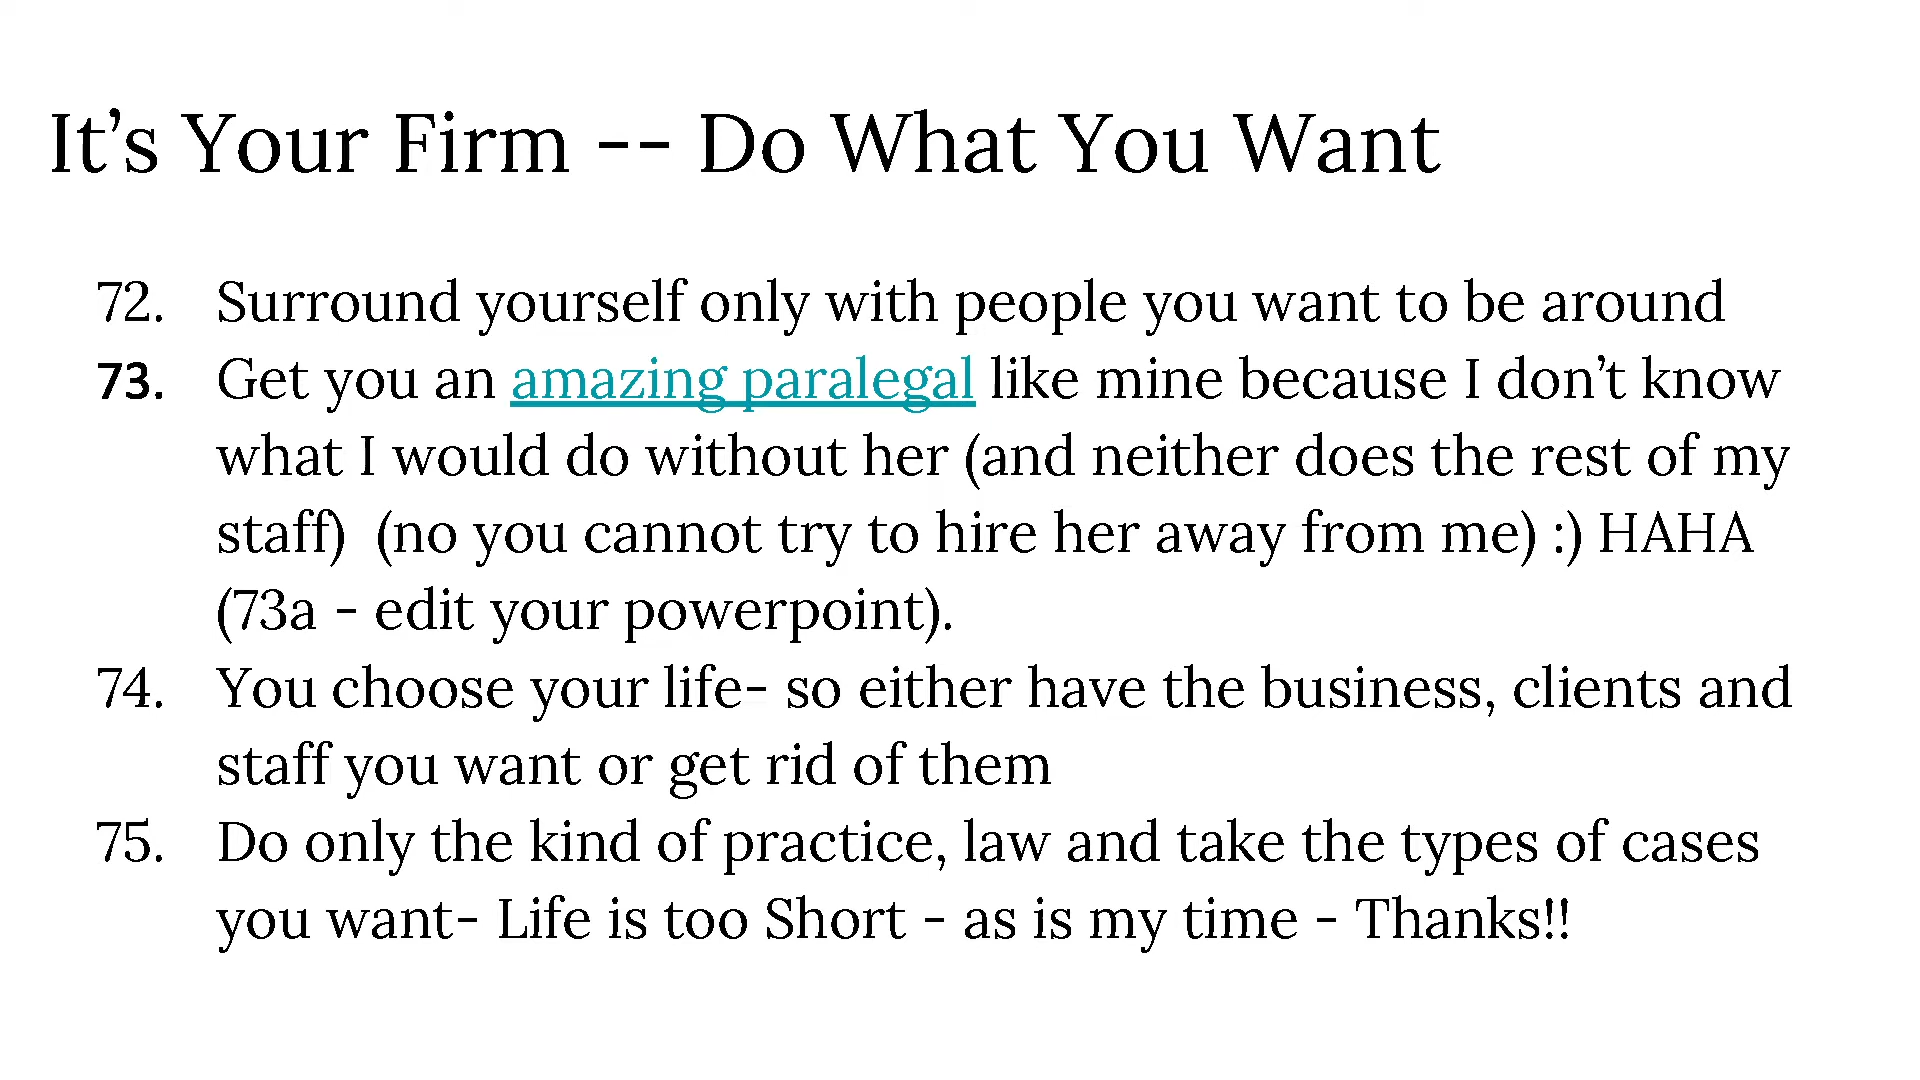 It’s Your Firm -- Do What You Want
72. Surround yourself only with people you want to be around
73. Get you an amazing paralegal like mine because I don’t know
what I would do without her (and neither does the rest of my
staff)  (no you cannot try to hire her away from me) :) HAHA
(73a - edit your powerpoint).
74. You choose your life- so either have the business, clients and
staff you want or get rid of them
75. Do only the kind of practice, law and take the types of cases
you want- Life is too Short - as is my time - Thanks!!